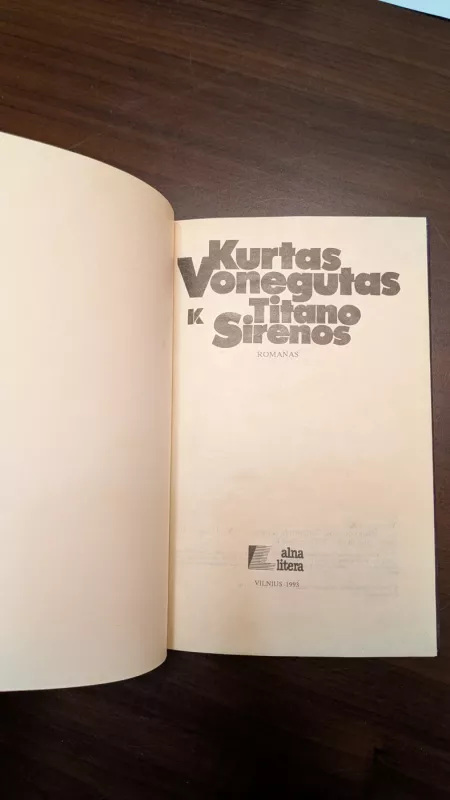 Kurtas
Vonegutas
K Titano
Sirenos
ROMANAS
alna
litera
VILNIUS 1995